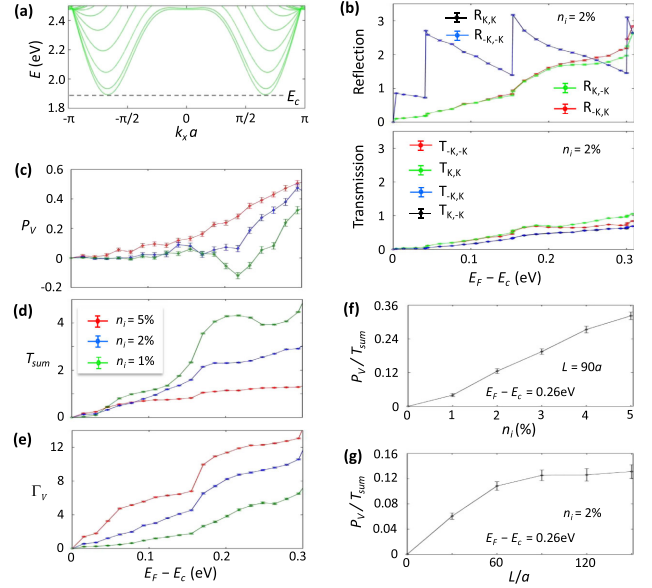 (a)
E (eV)
2.5
2.2
1.9
1.8
E_c
-π
-π/2
0
π/2
π
k_x a
(b)
Reflection
3
2
1
0
R_K,K
R_-K,-K
n_i = 2%
R_K,-K
R_-K,K
Transmission
3
2
1
0
T_-K,-K
T_K,K
T_-K,K
T_K,-K
n_i = 2%
0
0.1
0.2
0.3
E_F − E_c (eV)
(c)
P_V
0.6
0.4
0.2
0
-0.2
(d)
T_sum
4
2
0
n_i = 5%
n_i = 2%
n_i = 1%
(e)
Γ_V
12
8
4
0
0
0.1
0.2
0.3
E_F − E_c (eV)
(f)
P_V / T_sum
0.36
0.24
0.12
0
L = 90a
E_F − E_c = 0.26eV
0
1
2
3
4
5
n_i (%)
(g)
P_V / T_sum
0.16
0.12
0.08
0.04
0
n_i = 2%
E_F − E_c = 0.26eV
0
60
120
L/a